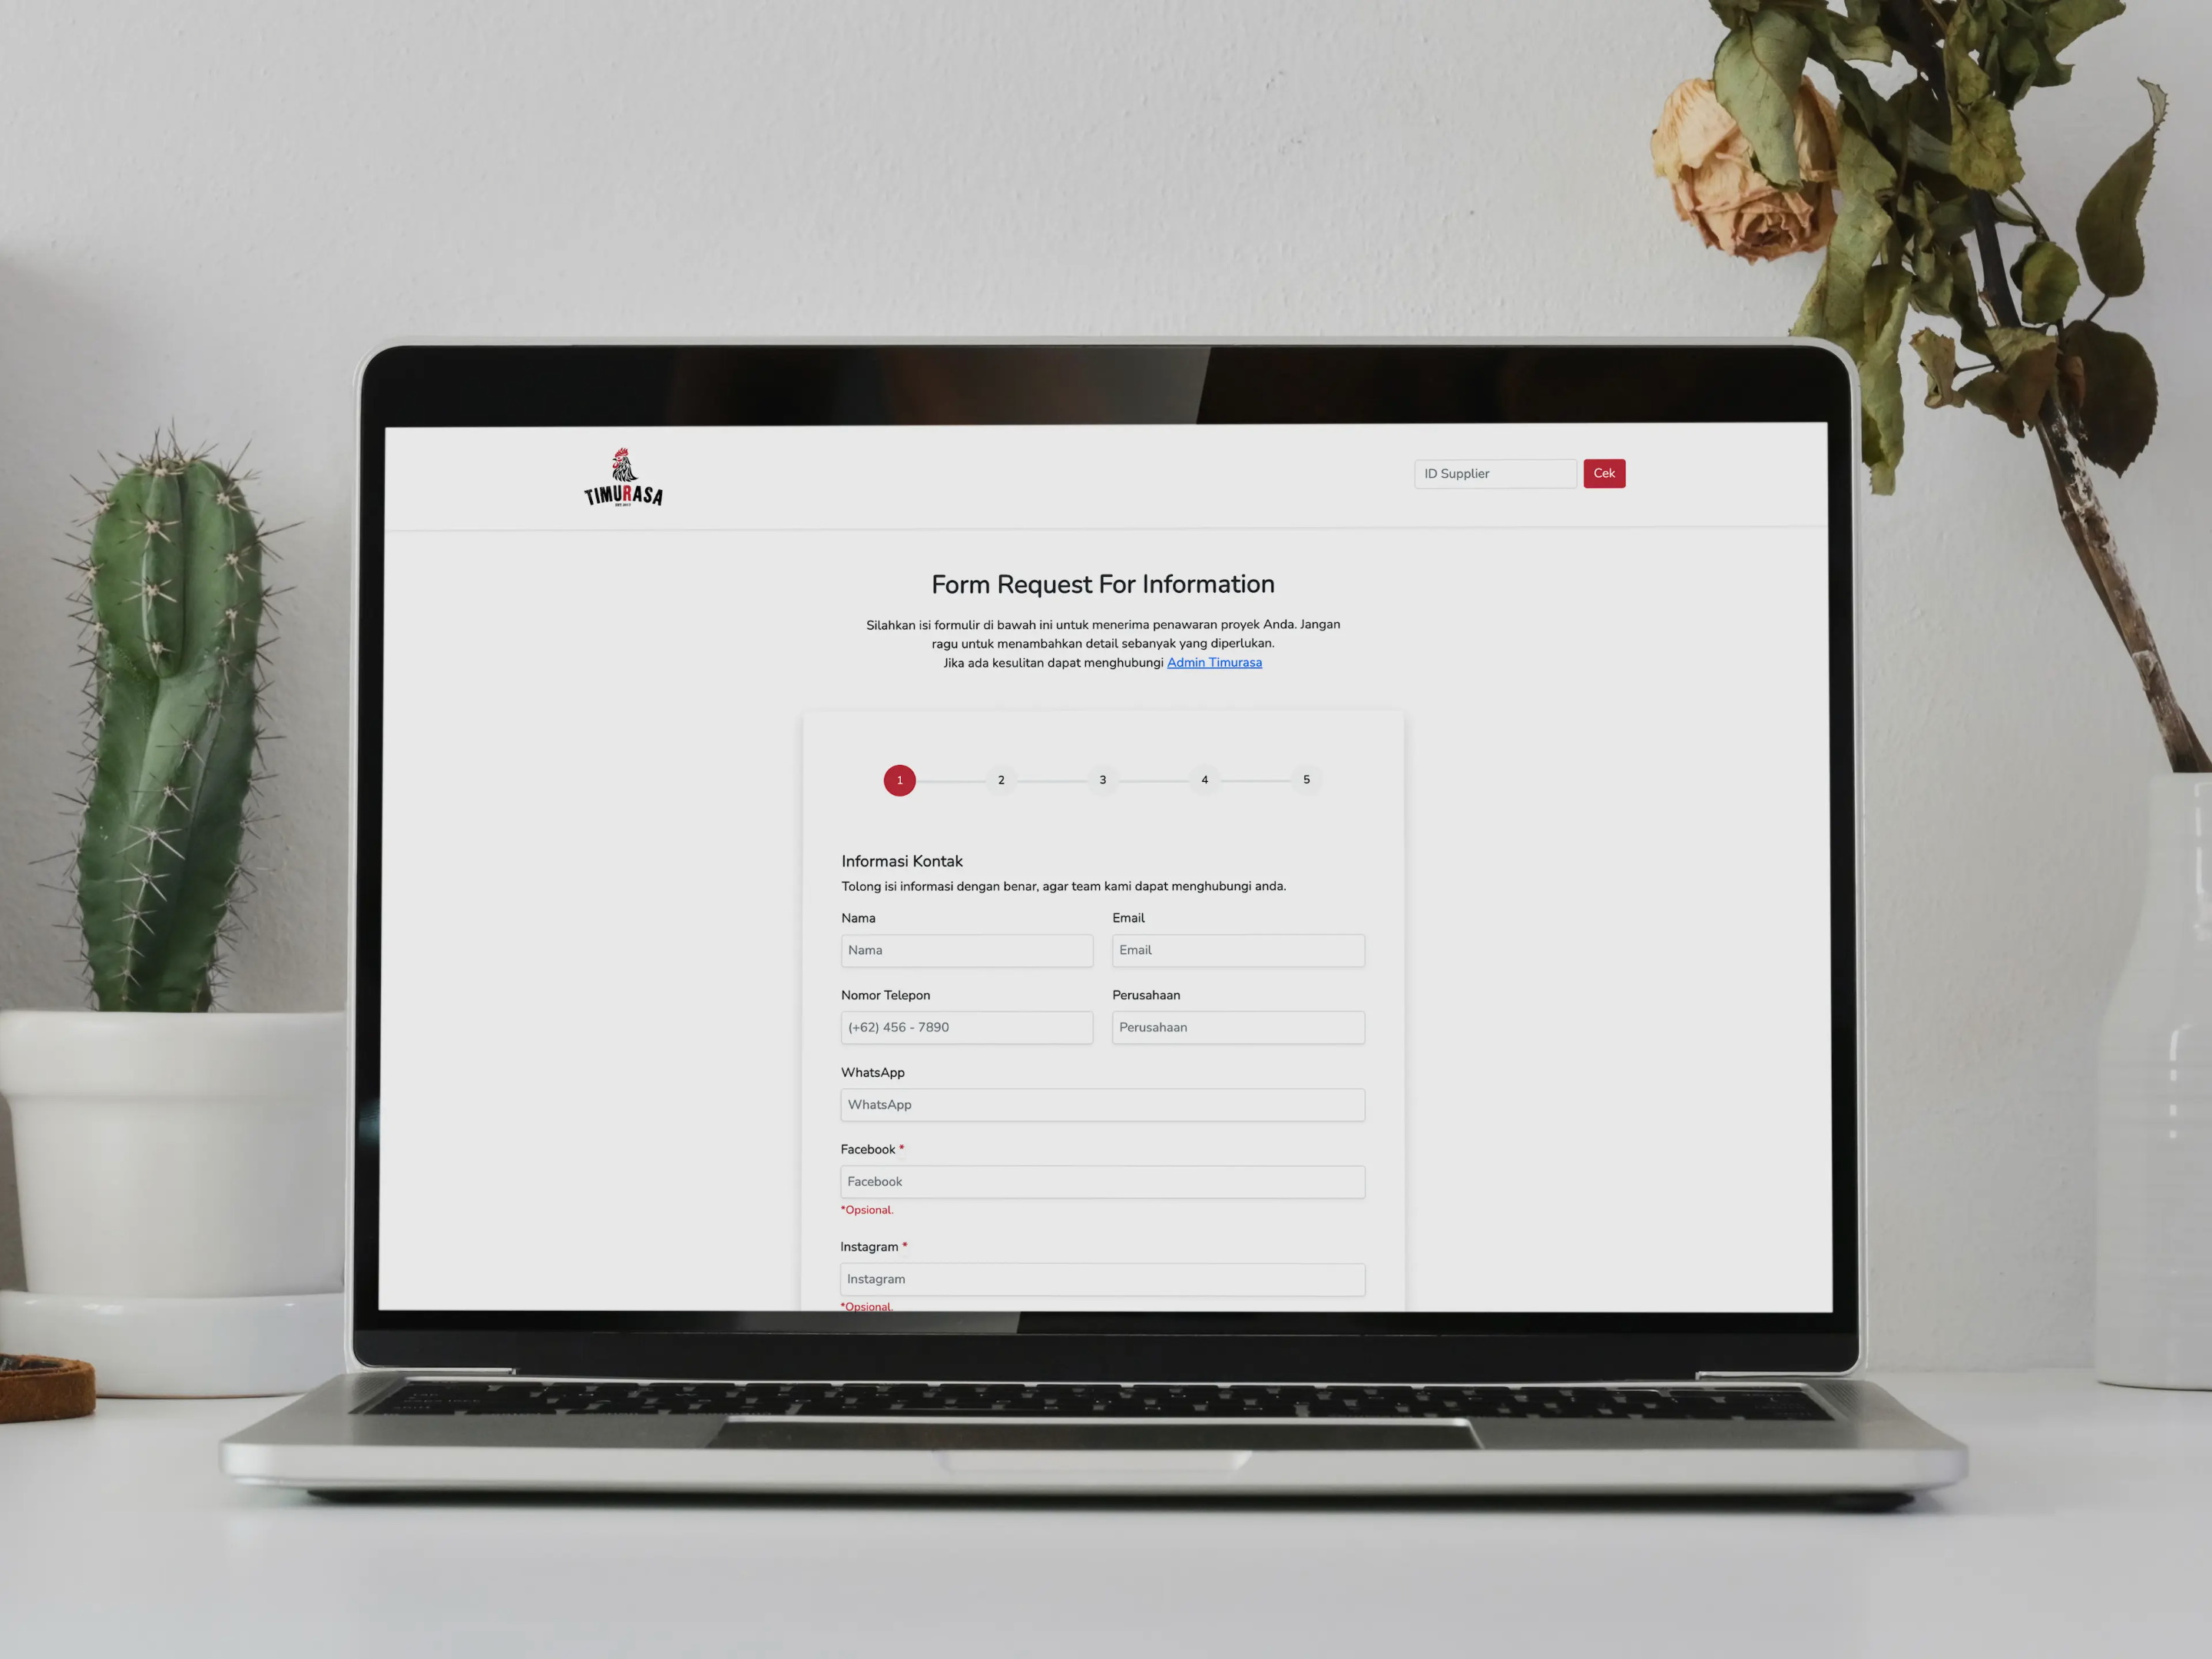 TIMURASA
ID Supplier
Cek
Form Request For Information
Silahkan isi formulir di bawah ini untuk menerima penawaran proyek Anda. Jangan
ragu untuk menambahkan detail sebanyak yang diperlukan.
Jika ada kesulitan dapat menghubungi Admin Timurasa
1 2 3 4 5
Informasi Kontak
Tolong isi informasi dengan benar, agar team kami dapat menghubungi anda.
Nama
Nama
Email
Email
Nomor Telepon
(+62) 456 - 7890
Perusahaan
Perusahaan
WhatsApp
WhatsApp
Facebook *
Facebook
*Opsional.
Instagram *
Instagram
*Opsional.